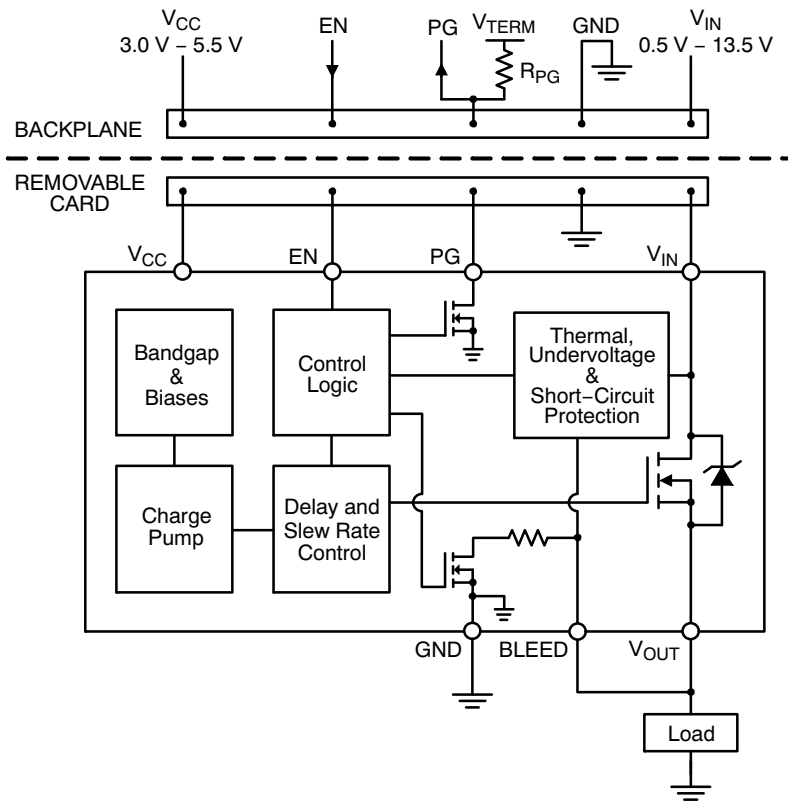 VCC
3.0 V – 5.5 V
EN
PG
VTERM
RPG
GND
VIN
0.5 V – 13.5 V
BACKPLANE
REMOVABLE
CARD
VCC
EN
PG
VIN
Bandgap
&
Biases
Control
Logic
Thermal,
Undervoltage
&
Short–Circuit
Protection
Charge
Pump
Delay and
Slew Rate
Control
GND
BLEED
VOUT
Load